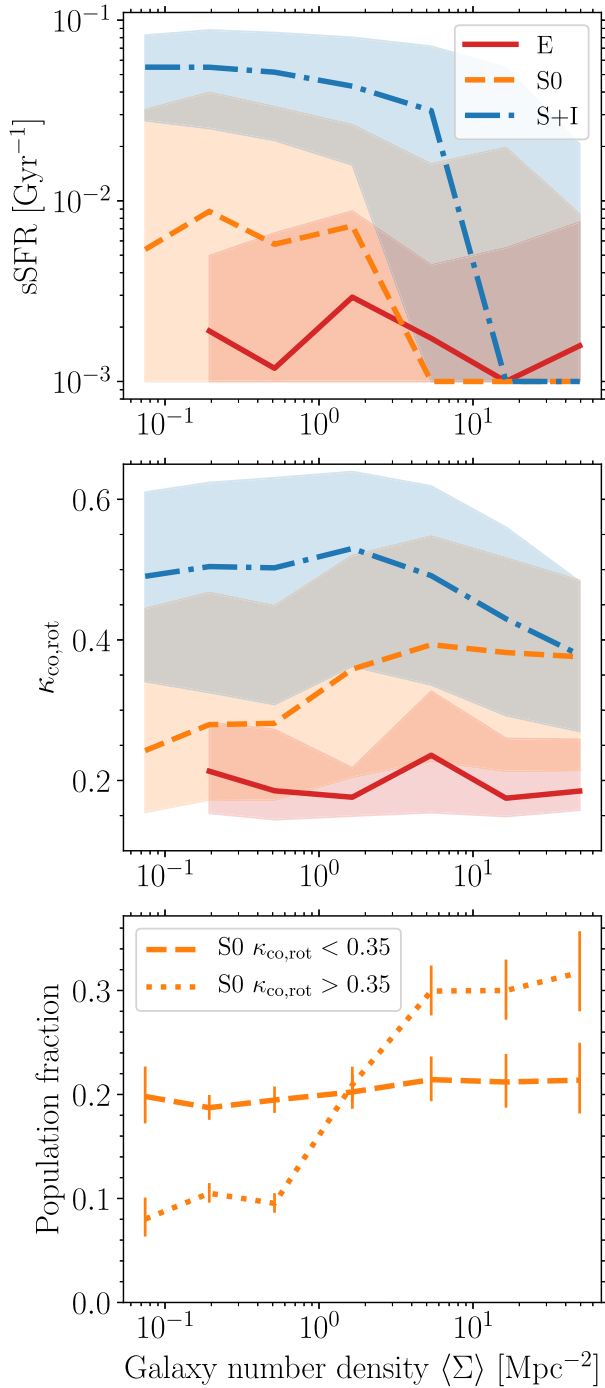 10⁻¹
E
S0
S+I
sSFR [Gyr⁻¹]
10⁻²
10⁻³
10⁻¹ 10⁰ 10¹
0.6
κco,rot
0.4
0.2
10⁻¹ 10⁰ 10¹
S0 κco,rot < 0.35
S0 κco,rot > 0.35
Population fraction
0.3
0.2
0.1
0.0
10⁻¹ 10⁰ 10¹
Galaxy number density ⟨Σ⟩ [Mpc⁻²]